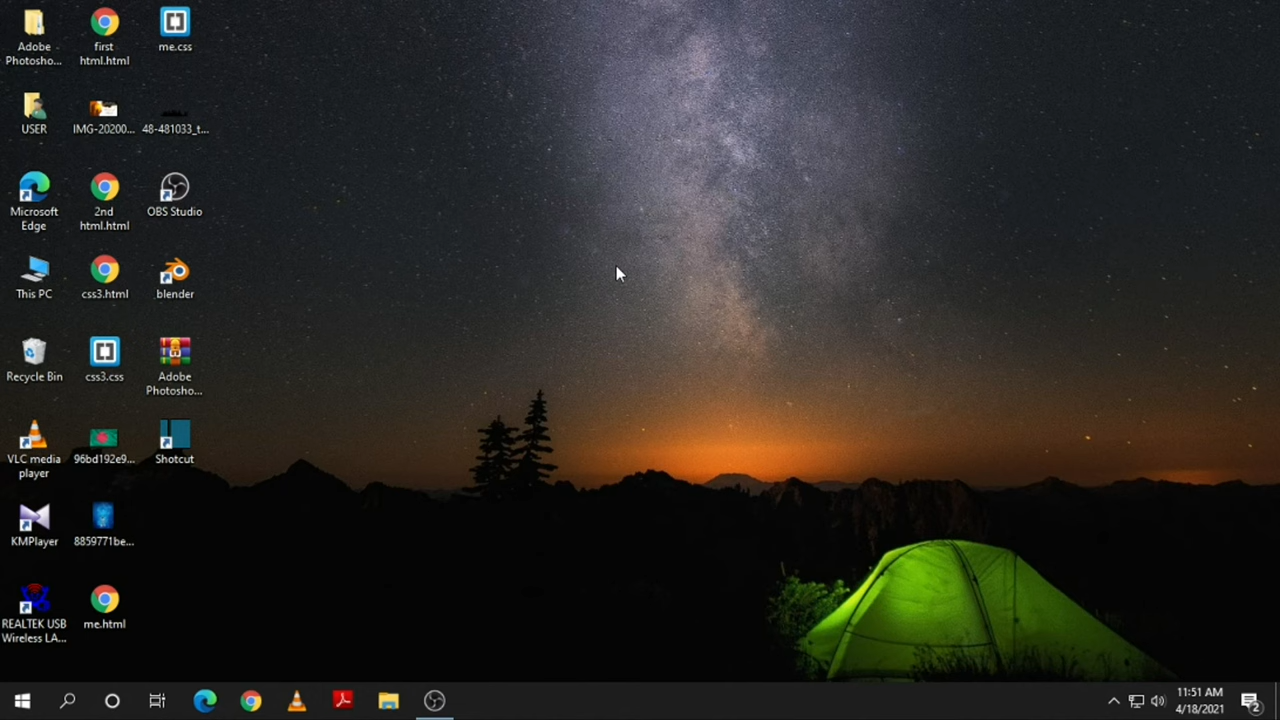 Adobe
Photosho...
first
html.html
me.css
USER
IMG-20200...
48-481033_t...
Microsoft
Edge
2nd
html.html
OBS Studio
This PC
css3.html
blender
Recycle Bin
css3.css
Adobe
Photosho...
VLC media
player
96bd192e9...
Shotcut
KMPlayer
8859771be...
REALTEK USB
Wireless LA...
me.html
11:51 AM
4/18/2021
2